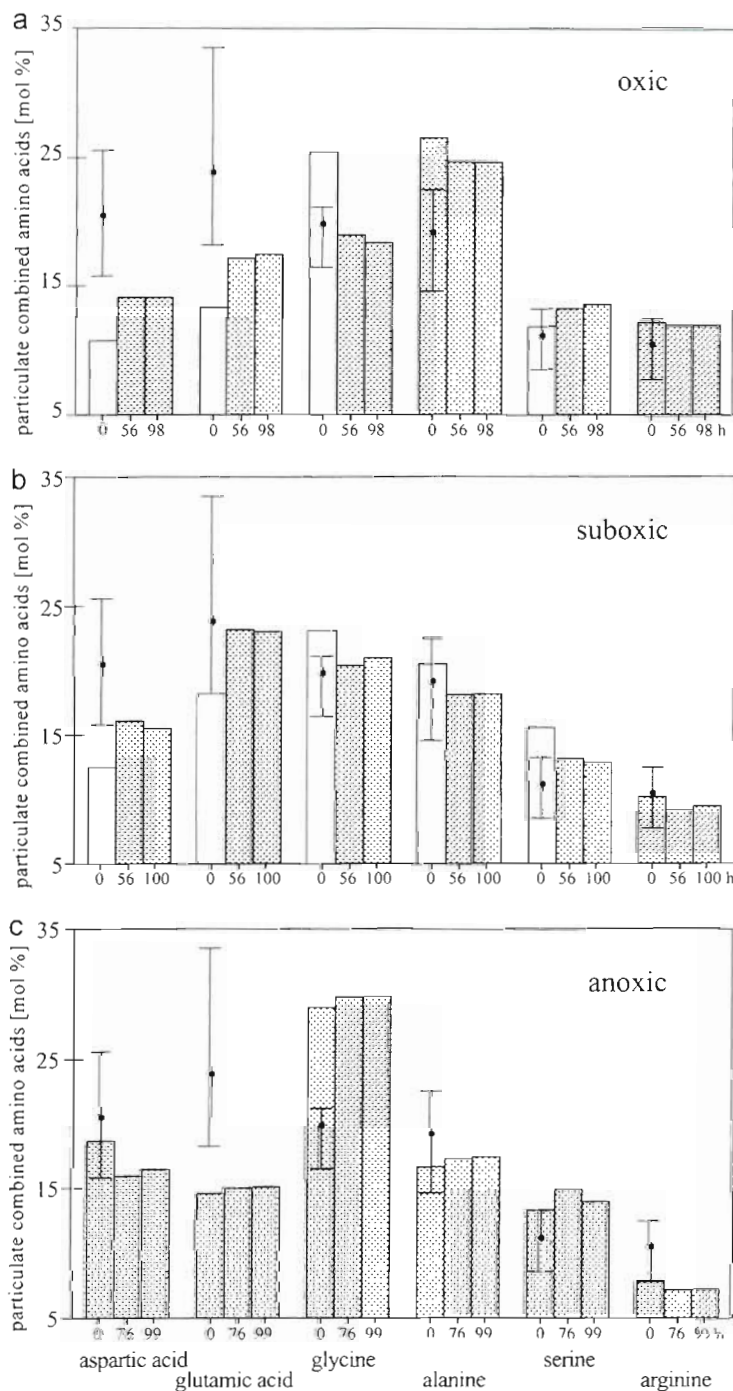 a
35
25
15
5
particulate combined amino acids [mol %]
oxic
0 56 98 0 56 98 0 56 98 0 56 98 0 56 98 0 56 98 h
b
35
25
15
5
particulate combined amino acids [mol %]
suboxic
0 56 100 0 56 100 0 56 100 0 56 100 0 56 100 0 56 100 h
c
35
25
15
5
particulate combined amino acids [mol %]
anoxic
0 76 99 0 76 99 0 76 99 0 76 99 0 76 99 0 76 99 h
aspartic acid
glutamic acid
glycine
alanine
serine
arginine